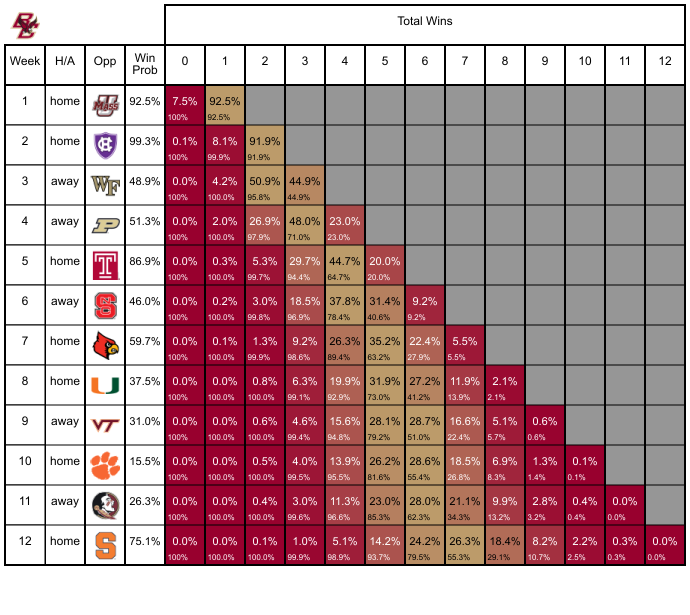 BC
Total Wins
Week H/A Opp Win Prob 0 1 2 3 4 5 6 7 8 9 10 11 12
1 home UMass 92.5% 7.5% 92.5%
100% 92.5%
2 home HC 99.3% 0.1% 8.1% 91.9%
100% 99.9% 91.9%
3 away WF 48.9% 0.0% 4.2% 50.9% 44.9%
100% 100.0% 95.8% 44.9%
4 away P 51.3% 0.0% 2.0% 26.9% 48.0% 23.0%
100% 100.0% 97.9% 71.0% 23.0%
5 home T 86.9% 0.0% 0.3% 5.3% 29.7% 44.7% 20.0%
100% 100.0% 99.7% 94.4% 64.7% 20.0%
6 away NCS 46.0% 0.0% 0.2% 3.0% 18.5% 37.8% 31.4% 9.2%
100% 100.0% 99.8% 96.9% 78.4% 40.6% 9.2%
7 home 59.7% 0.0% 0.1% 1.3% 9.2% 26.3% 35.2% 22.4% 5.5%
100% 100.0% 99.9% 98.6% 89.4% 63.2% 27.9% 5.5%
8 home U 37.5% 0.0% 0.0% 0.8% 6.3% 19.9% 31.9% 27.2% 11.9% 2.1%
100% 100.0% 100.0% 99.1% 92.9% 73.0% 41.2% 13.9% 2.1%
9 away VT 31.0% 0.0% 0.0% 0.6% 4.6% 15.6% 28.1% 28.7% 16.6% 5.1% 0.6%
100% 100.0% 100.0% 99.4% 94.8% 79.2% 51.0% 22.4% 5.7% 0.6%
10 home 15.5% 0.0% 0.0% 0.5% 4.0% 13.9% 26.2% 28.6% 18.5% 6.9% 1.3% 0.1%
100% 100.0% 100.0% 99.5% 95.5% 81.6% 55.4% 26.8% 8.3% 1.4% 0.1%
11 away 26.3% 0.0% 0.0% 0.4% 3.0% 11.3% 23.0% 28.0% 21.1% 9.9% 2.8% 0.4% 0.0%
100% 100.0% 100.0% 99.6% 96.6% 85.3% 62.3% 34.3% 13.2% 3.2% 0.4% 0.0%
12 home S 75.1% 0.0% 0.0% 0.1% 1.0% 5.1% 14.2% 24.2% 26.3% 18.4% 8.2% 2.2% 0.3% 0.0%
100% 100.0% 100.0% 99.9% 98.9% 93.7% 79.5% 55.3% 29.1% 10.7% 2.5% 0.3% 0.0%